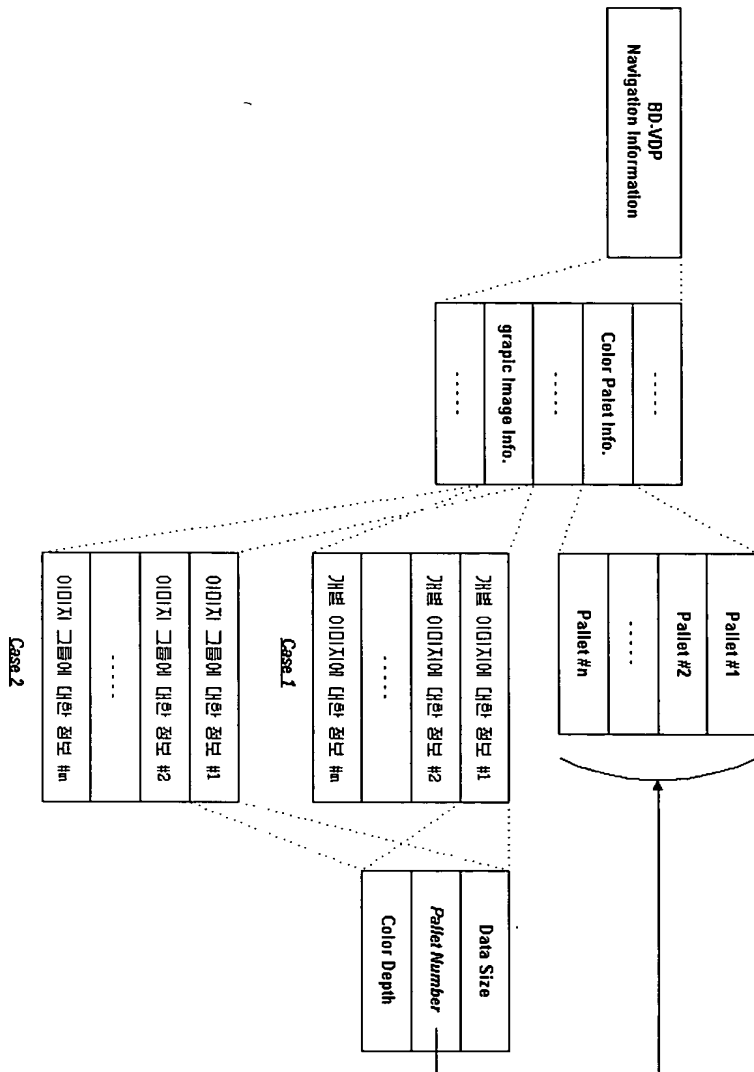 BD-VDP
Navigation Information
.....
Color Palet Info.
.....
grapic Image Info.
.....
Pallet #1
Pallet #2
.....
Pallet #n
개별 이미지에 대한 정보 #1
개별 이미지에 대한 정보 #2
.....
개별 이미지에 대한 정보 #m
Case 1
이미지 그룹에 대한 정보 #1
이미지 그룹에 대한 정보 #2
.....
이미지 그룹에 대한 정보 #m
Case 2
Data Size
Pallet Number
Color Depth